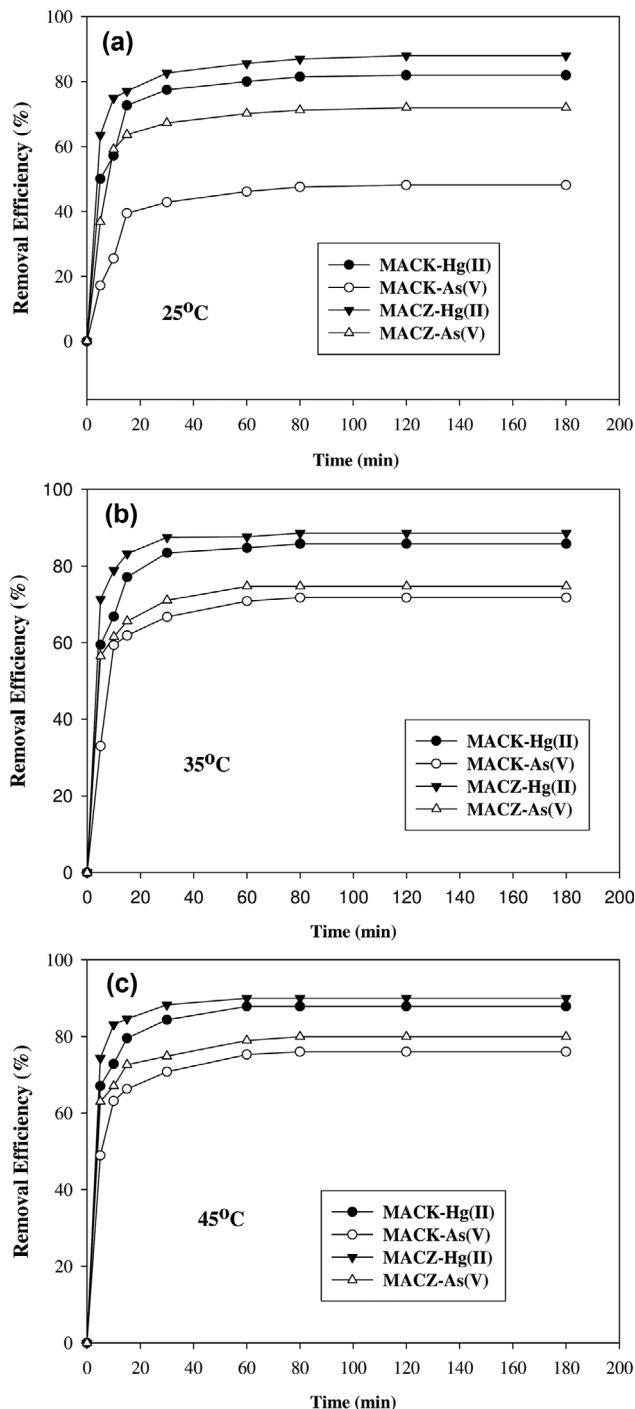 (a)
100
80
60
40
20
0
Removal Efficiency (%)
25⁰C
MACK-Hg(II)
MACK-As(V)
MACZ-Hg(II)
MACZ-As(V)
0 20 40 60 80 100 120 140 160 180 200
Time (min)
(b)
100
80
60
40
20
0
Removal Efficiency (%)
35⁰C
MACK-Hg(II)
MACK-As(V)
MACZ-Hg(II)
MACZ-As(V)
0 20 40 60 80 100 120 140 160 180 200
Time (min)
(c)
100
80
60
40
20
0
Removal Efficiency (%)
45⁰C
MACK-Hg(II)
MACK-As(V)
MACZ-Hg(II)
MACZ-As(V)
0 20 40 60 80 100 120 140 160 180 200
Time (min)